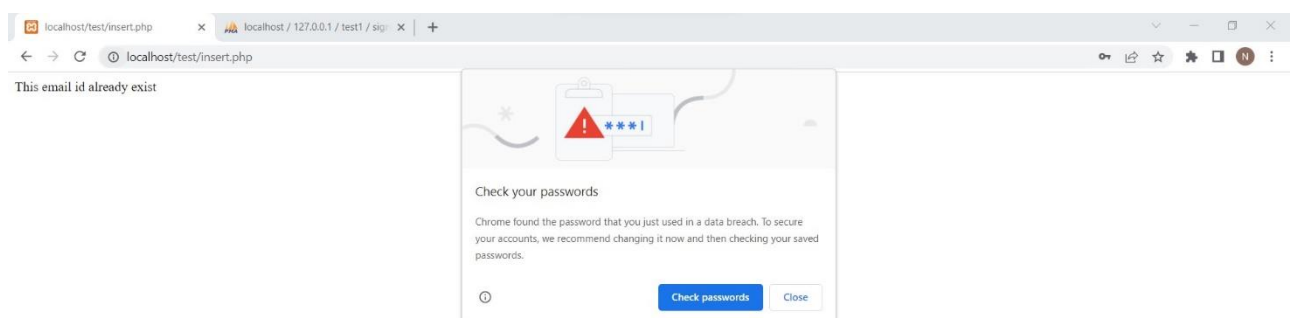 localhost/test/insert.php
localhost / 127.0.0.1 / test1 / sig
localhost/test/insert.php
N
This email id already exist
***|
Check your passwords
Chrome found the password that you just used in a data breach. To secure
your accounts, we recommend changing it now and then checking your saved
passwords.
Check passwords Close